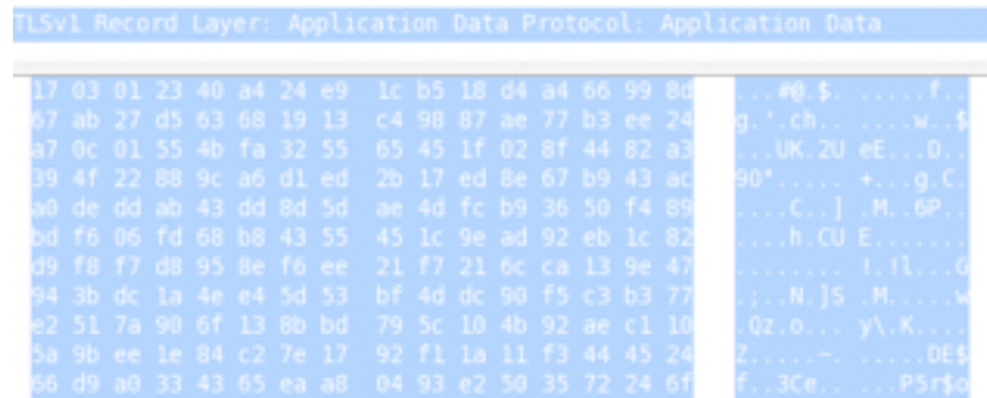 TLSv1 Record Layer: Application Data Protocol: Application Data
17 03 01 23 40 a4 24 e9 1c b5 18 d4 a4 66 99 8d ...#@.$. .....f..
67 ab 27 d5 63 68 19 13 c4 98 87 ae 77 b3 ee 24 g.'.ch.. ....w..$
a7 0c 01 55 4b fa 32 55 65 45 1f 02 8f 44 82 a3 ...UK.2U eE...D..
39 4f 22 88 9c a6 d1 ed 2b 17 ed 8e 67 b9 43 ac 9O"..... +...g.C.
a0 de dd ab 43 dd 8d 5d ae 4d fc b9 36 50 f4 89 ....C..] .M..6P..
bd f6 06 fd 68 b8 43 55 45 1c 9e ad 92 eb 1c 82 ....h.CU E.......
d9 f8 f7 d8 95 8e f6 ee 21 f7 21 6c ca 13 9e 47 ........ !.!l...G
94 3b dc 1a 4e e4 5d 53 bf 4d dc 90 f5 c3 b3 77 .;..N.]S .M.....w
e2 51 7a 90 6f 13 8b bd 79 5c 10 4b 92 ae c1 10 .Qz.o... y\.K....
5a 9b ee 1e 84 c2 7e 17 92 f1 1a 11 f3 44 45 24 Z.....~. .....DE$
66 d9 a0 33 43 65 ea a8 04 93 e2 50 35 72 24 6f f..3Ce.. ...P5r$o